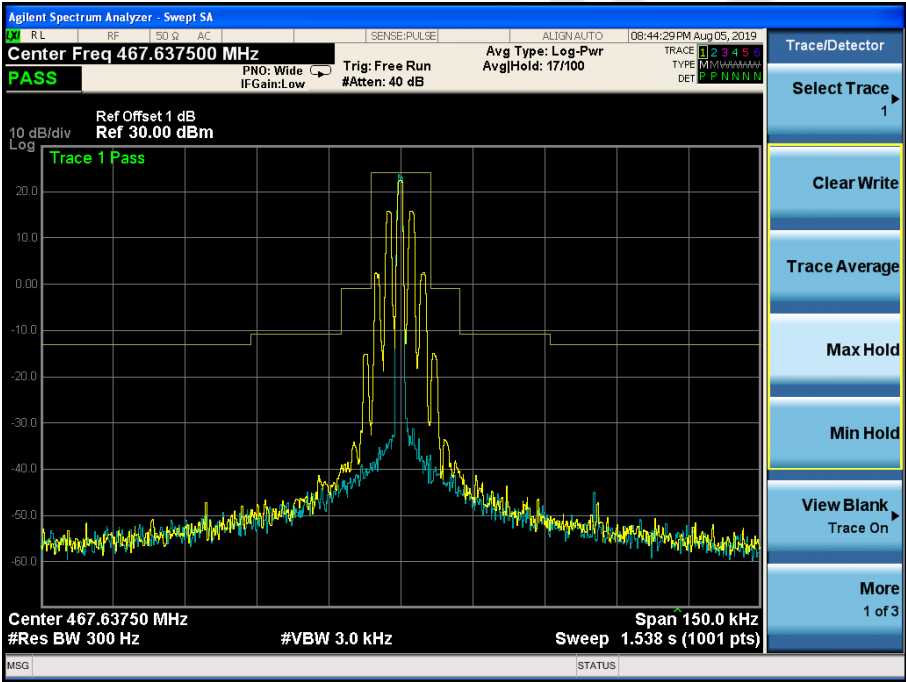 Agilent Spectrum Analyzer - Swept SA
LXI RL RF 50 Ω AC SENSE:PULSE ALIGN AUTO 08:44:29 PM Aug 05, 2019
Center Freq 467.637500 MHz
PASS
PNO: Wide
IFGain:Low
Trig: Free Run
#Atten: 40 dB
Avg Type: Log-Pwr
Avg|Hold: 17/100
TRACE 1 2 3 4 5 6
TYPE M M W W W W
DET P P N N N N
Ref Offset 1 dB
10 dB/div Ref 30.00 dBm
Log
Trace 1 Pass
20.0
10.0
0.00
-10.0
-20.0
-30.0
-40.0
-50.0
-60.0
Center 467.63750 MHz
Span 150.0 kHz
#Res BW 300 Hz
#VBW 3.0 kHz
Sweep 1.538 s (1001 pts)
MSG
STATUS
Trace/Detector
Select Trace
1
Clear Write
Trace Average
Max Hold
Min Hold
View Blank
Trace On
More
1 of 3